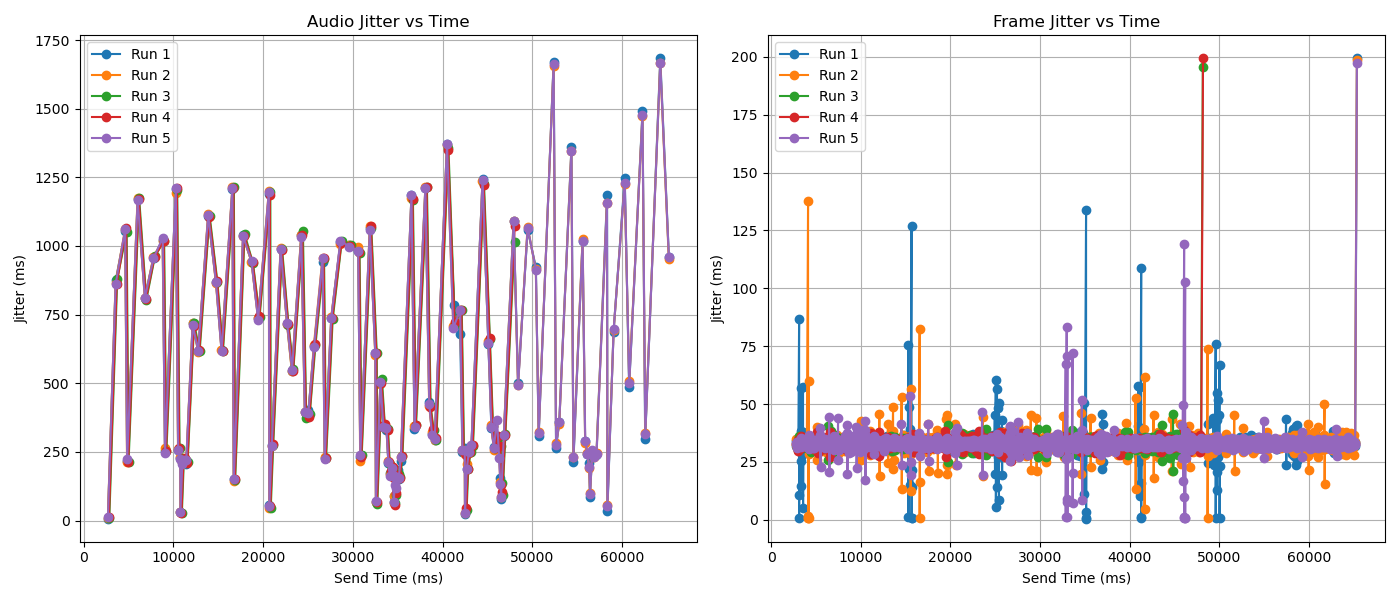 Audio Jitter vs Time
Jitter (ms)
1750
1500
1250
1000
750
500
250
0
Run 1
Run 2
Run 3
Run 4
Run 5
0
10000
20000
30000
40000
50000
60000
Send Time (ms)
Frame Jitter vs Time
Jitter (ms)
200
175
150
125
100
75
50
25
0
Run 1
Run 2
Run 3
Run 4
Run 5
0
10000
20000
30000
40000
50000
60000
Send Time (ms)